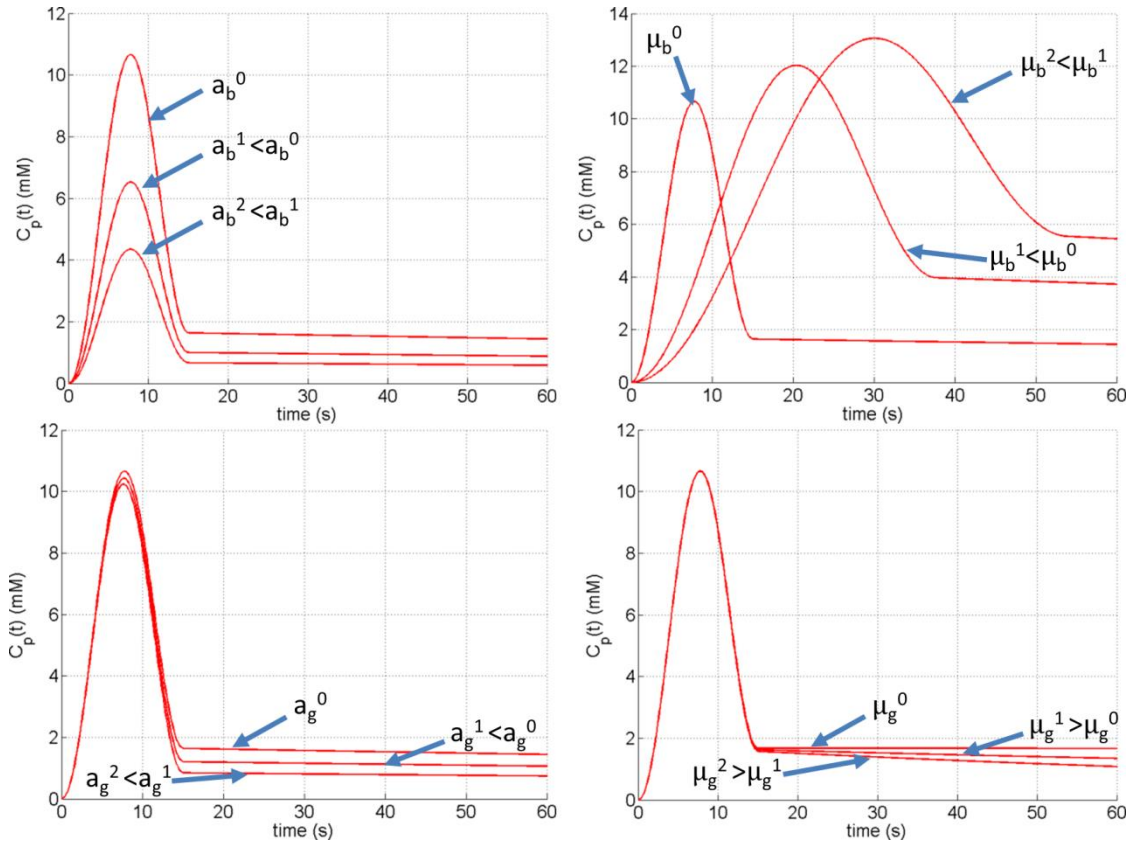 12
10
8
6
4
2
0
C_p(t) (mM)
a_b^0
a_b^1<a_b^0
a_b^2<a_b^1
0 10 20 30 40 50 60
time (s)
14
12
10
8
6
4
2
0
C_p(t) (mM)
μ_b^0
μ_b^2<μ_b^1
μ_b^1<μ_b^0
0 10 20 30 40 50 60
time (s)
12
10
8
6
4
2
0
C_p(t) (mM)
a_g^0
a_g^1<a_g^0
a_g^2<a_g^1
0 10 20 30 40 50 60
time (s)
12
10
8
6
4
2
0
C_p(t) (mM)
μ_g^0
μ_g^1>μ_g^0
μ_g^2>μ_g^1
0 10 20 30 40 50 60
time (s)